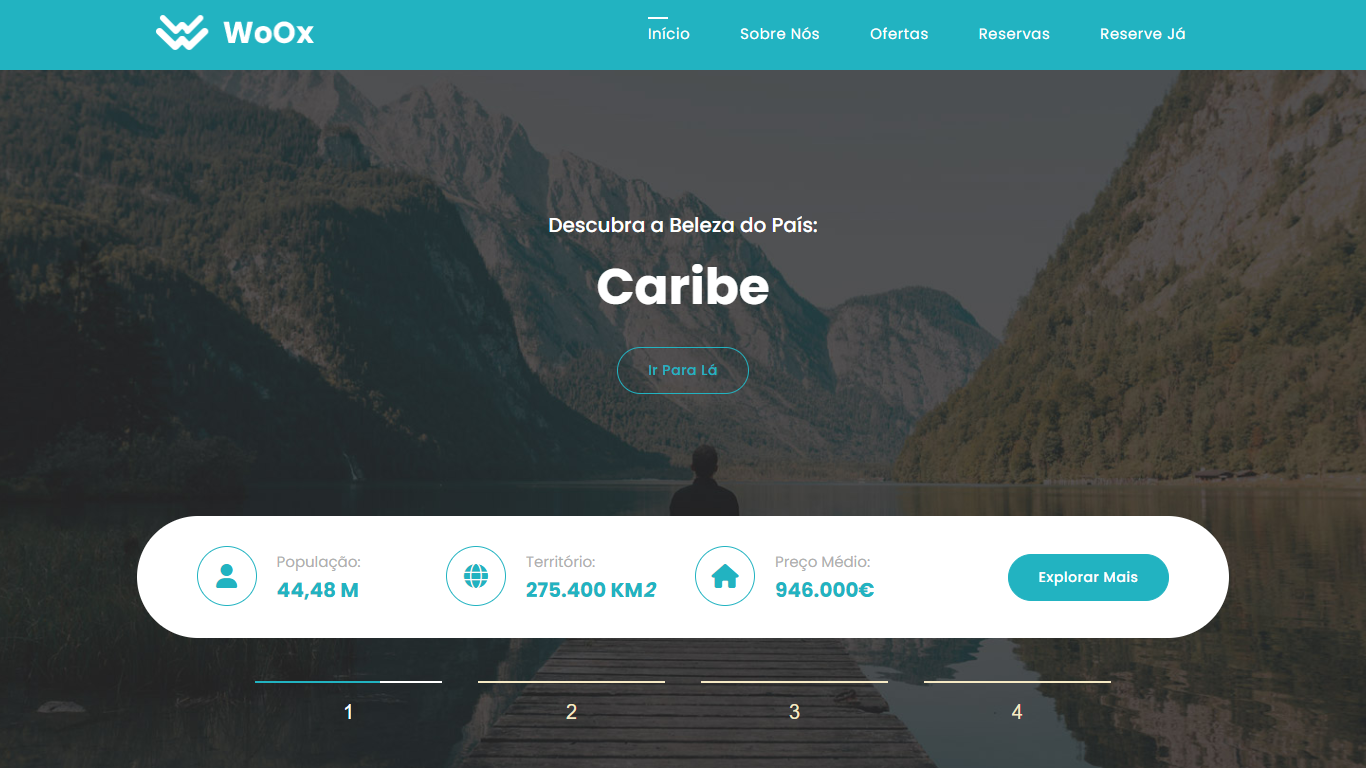 WoOx
Início
Sobre Nós
Ofertas
Reservas
Reserve Já
Descubra a Beleza do País:
Caribe
Ir Para Lá
População:
44,48 M
Território:
275.400 KM2
Preço Médio:
946.000€
Explorar Mais
1
2
3
4